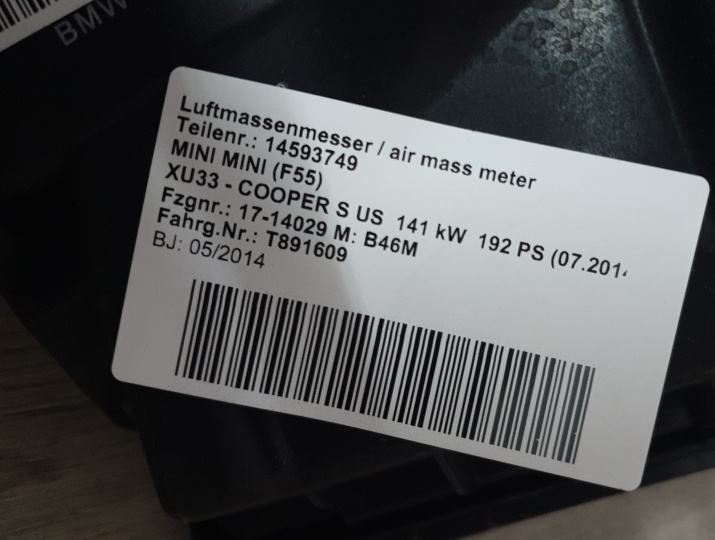 BMW
Luftmassenmesser / air mass meter
Teilenr.: 14593749
MINI MINI (F55)
XU33 - COOPER S US 141 kW 192 PS (07.201
Fzgnr.: 17-14029 M: B46M
Fahrg.Nr.: T891609
BJ: 05/2014